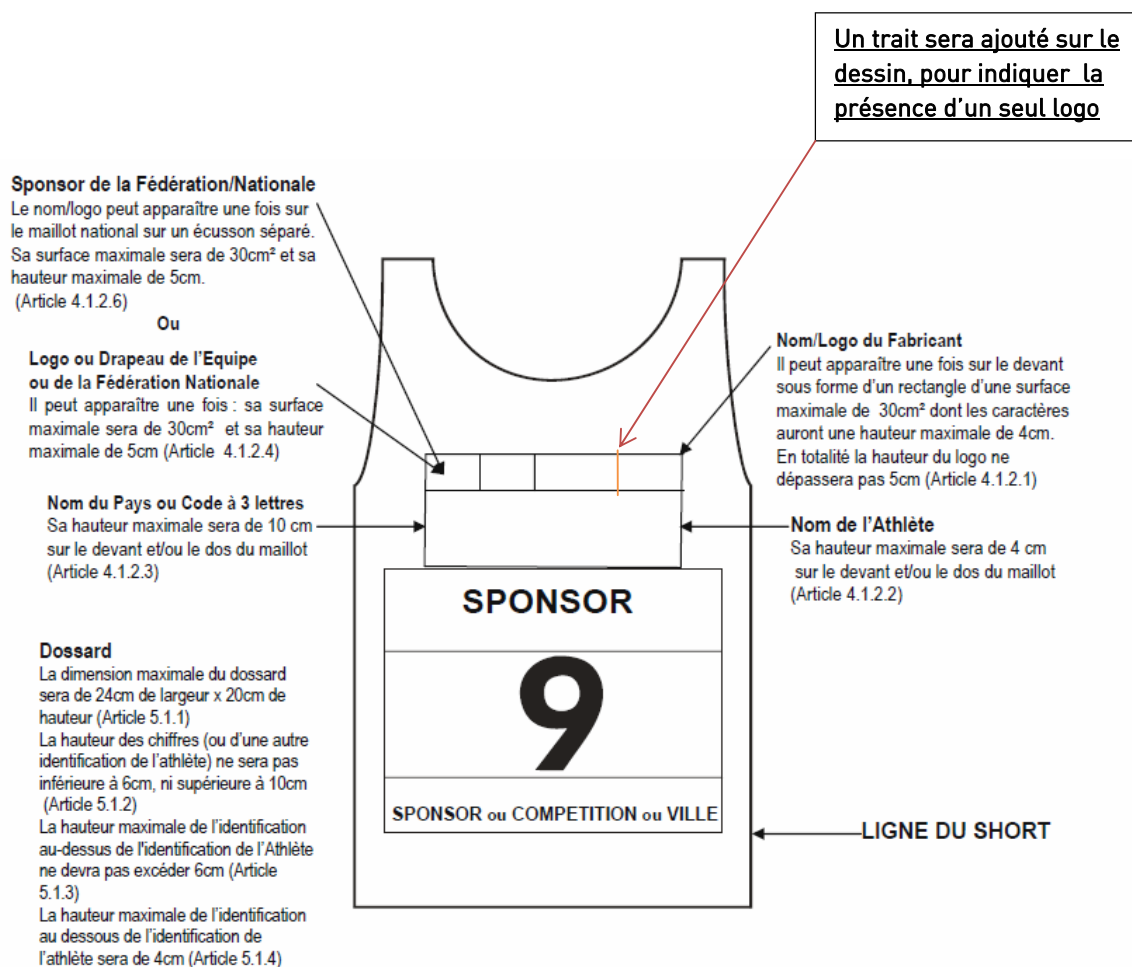 Un trait sera ajouté sur le
dessin, pour indiquer la
présence d'un seul logo
Sponsor de la Fédération/Nationale
Le nom/logo peut apparaître une fois sur
le maillot national sur un écusson séparé.
Sa surface maximale sera de 30cm² et sa
hauteur maximale de 5cm.
(Article 4.1.2.6)
Ou
Logo ou Drapeau de l'Equipe
ou de la Fédération Nationale
Il peut apparaître une fois : sa surface
maximale sera de 30cm² et sa hauteur
maximale de 5cm (Article 4.1.2.4)
Nom du Pays ou Code à 3 lettres
Sa hauteur maximale sera de 10 cm
sur le devant et/ou le dos du maillot
(Article 4.1.2.3)
Nom/Logo du Fabricant
Il peut apparaître une fois sur le devant
sous forme d'un rectangle d'une surface
maximale de 30cm² dont les caractères
auront une hauteur maximale de 4cm.
En totalité la hauteur du logo ne
dépassera pas 5cm (Article 4.1.2.1)
Nom de l'Athlète
Sa hauteur maximale sera de 4 cm
sur le devant et/ou le dos du maillot
(Article 4.1.2.2)
SPONSOR
9
SPONSOR ou COMPETITION ou VILLE
LIGNE DU SHORT
Dossard
La dimension maximale du dossard
sera de 24cm de largeur x 20cm de
hauteur (Article 5.1.1)
La hauteur des chiffres (ou d'une autre
identification de l'athlète) ne sera pas
inférieure à 6cm, ni supérieure à 10cm
(Article 5.1.2)
La hauteur maximale de l'identification
au-dessus de l'identification de l'Athlète
ne devra pas excéder 6cm (Article
5.1.3)
La hauteur maximale de l'identification
au dessous de l'identification de
l'athlète sera de 4cm (Article 5.1.4)